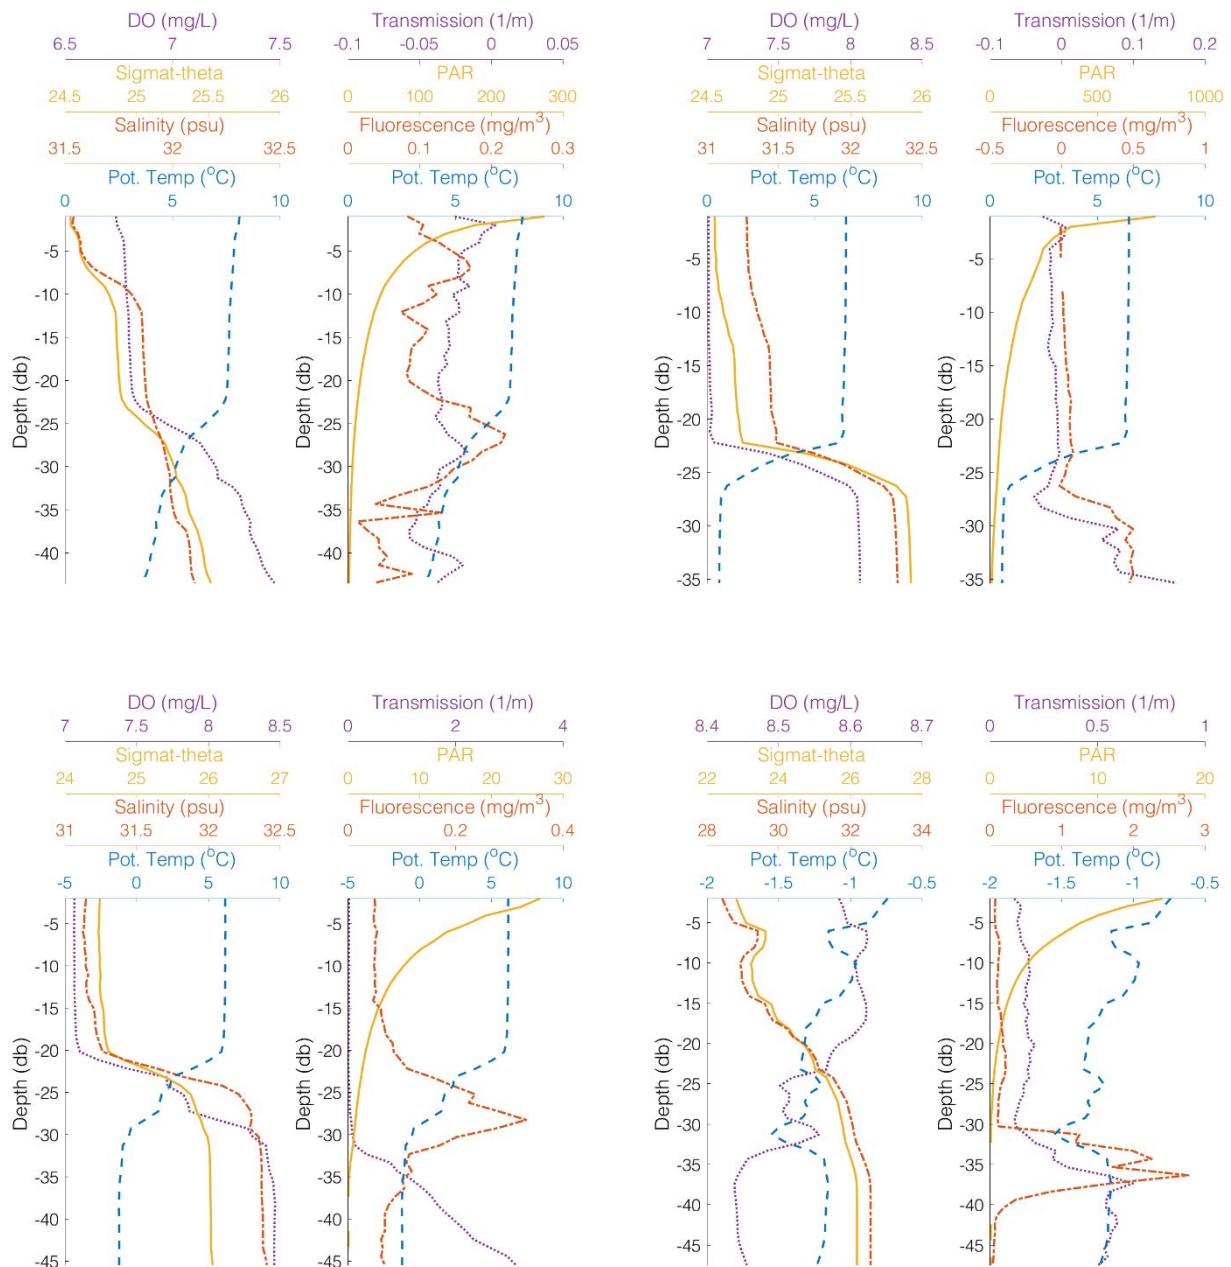 DO (mg/L)
6.5 7 7.5
Sigmat-theta
24.5 25 25.5 26
Salinity (psu)
31.5 32 32.5
Pot. Temp (°C)
0 5 10
Depth (db)
-5
-10
-15
-20
-25
-30
-35
-40
Transmission (1/m)
-0.1 -0.05 0 0.05
PAR
0 100 200 300
Fluorescence (mg/m³)
0 0.1 0.2 0.3
Pot. Temp (°C)
0 5 10
Depth (db)
-5
-10
-15
-20
-25
-30
-35
-40
DO (mg/L)
7 7.5 8 8.5
Sigmat-theta
24.5 25 25.5 26
Salinity (psu)
31 31.5 32 32.5
Pot. Temp (°C)
0 5 10
Depth (db)
-5
-10
-15
-20
-25
-30
-35
Transmission (1/m)
-0.1 0 0.1 0.2
PAR
0 500 1000
Fluorescence (mg/m³)
-0.5 0 0.5 1
Pot. Temp (°C)
0 5 10
Depth (db)
-5
-10
-15
-20
-25
-30
-35
DO (mg/L)
7 7.5 8 8.5
Sigmat-theta
24 25 26 27
Salinity (psu)
31 31.5 32 32.5
Pot. Temp (°C)
-5 0 5 10
Depth (db)
-5
-10
-15
-20
-25
-30
-35
-40
-45
Transmission (1/m)
0 2 4
PAR
0 10 20 30
Fluorescence (mg/m³)
0 0.2 0.4
Pot. Temp (°C)
-5 0 5 10
Depth (db)
-5
-10
-15
-20
-25
-30
-35
-40
-45
DO (mg/L)
8.4 8.5 8.6 8.7
Sigmat-theta
22 24 26 28
Salinity (psu)
28 30 32 34
Pot. Temp (°C)
-2 -1.5 -1 -0.5
Depth (db)
-5
-10
-15
-20
-25
-30
-35
-40
-45
Transmission (1/m)
0 0.5 1
PAR
0 10 20
Fluorescence (mg/m³)
0 1 2 3
Pot. Temp (°C)
-2 -1.5 -1 -0.5
Depth (db)
-5
-10
-15
-20
-25
-30
-35
-40
-45